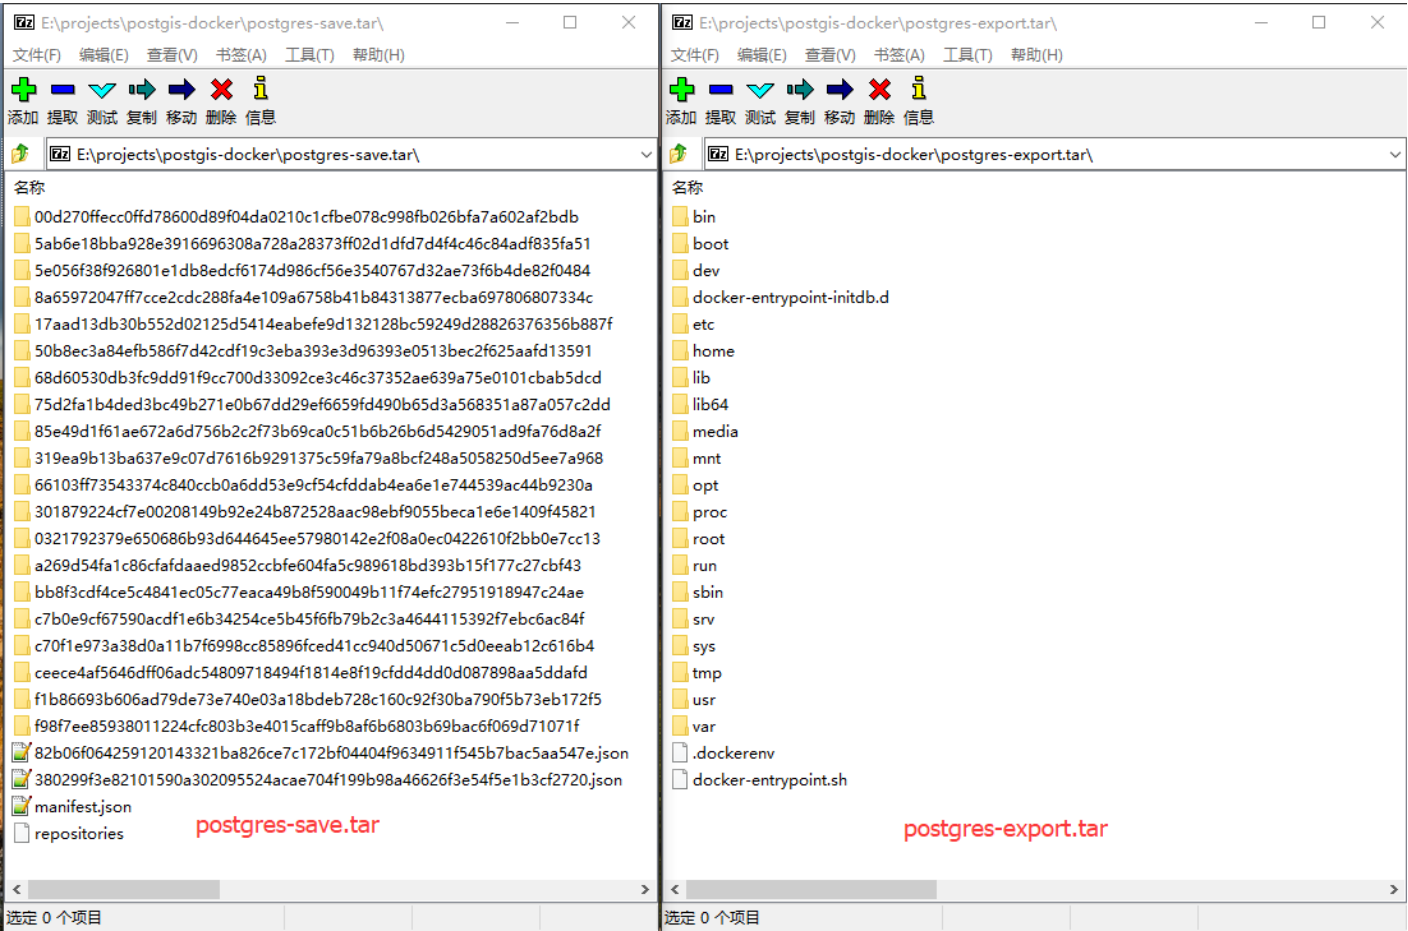 E:\projects\postgis-docker\postgres-save.tar\
文件(F) 编辑(E) 查看(V) 书签(A) 工具(T) 帮助(H)
添加 提取 测试 复制 移动 删除 信息
E:\projects\postgis-docker\postgres-save.tar\
名称
00d270ffecc0ffd78600d89f04da0210c1cfbe078c998fb026bfa7a602af2bdb
5ab6e18bba928e3916696308a728a28373ff02d1dfd7d4f4c46c84adf835fa51
5e056f38f926801e1db8edcf6174d986cf56e3540767d32ae73f6b4de82f0484
8a65972047ff7cce2cdc288fa4e109a6758b41b84313877ecba697806807334c
17aad13db30b552d02125d5414eabefe9d132128bc59249d28826376356b887f
50b8ec3a84efb586f7d42cdf19c3eba393e3d96393e0513bec2f625aafd13591
68d60530db3fc9dd91f9cc700d33092ce3c46c37352ae639a75e0101cbab5dcd
75d2fa1b4ded3bc49b271e0b67dd29ef6659fd490b65d3a568351a87a057c2dd
85e49d1f61ae672a6d756b2c2f73b69ca0c51b6b26b6d5429051ad9fa76d8a2f
319ea9b13ba637e9c07d7616b9291375c59fa79a8bcf248a5058250d5ee7a968
66103ff73543374c840ccb0a6dd53e9cf54cfddab4ea6e1e744539ac44b9230a
301879224cf7e00208149b92e24b872528aac98ebf9055beca1e6e1409f45821
0321792379e650686b93d644645ee57980142e2f08a0ec0422610f2bb0e7cc13
a269d54fa1c86cfafdaaed9852ccbfe604fa5c989618bd393b15f177c27cbf43
bb8f3cdf4ce5c4841ec05c77eaca49b8f590049b11f74efc27951918947c24ae
c7b0e9cf67590acdf1e6b34254ce5b45f6fb79b2c3a4644115392f7ebc6ac84f
c70f1e973a38d0a11b7f6998cc85896fced41cc940d50671c5d0eeab12c616b4
ceece4af5646dff06adc54809718494f1814e8f19cfdd4dd0d087898aa5ddafd
f1b86693b606ad79de73e740e03a18bdeb728c160c92f30ba790f5b73eb172f5
f98f7ee85938011224cfc803b3e4015caff9b8af6b6803b69bac6f069d71071f
82b06f064259120143321ba826ce7c172bf04404f9634911f545b7bac5aa547e.json
380299f3e82101590a302095524acae704f199b98a46626f3e54f5e1b3cf2720.json
manifest.json
repositories
postgres-save.tar
选定 0 个项目
E:\projects\postgis-docker\postgres-export.tar\
文件(F) 编辑(E) 查看(V) 书签(A) 工具(T) 帮助(H)
添加 提取 测试 复制 移动 删除 信息
E:\projects\postgis-docker\postgres-export.tar\
名称
bin
boot
dev
docker-entrypoint-initdb.d
etc
home
lib
lib64
media
mnt
opt
proc
root
run
sbin
srv
sys
tmp
usr
var
.dockerenv
docker-entrypoint.sh
postgres-export.tar
选定 0 个项目